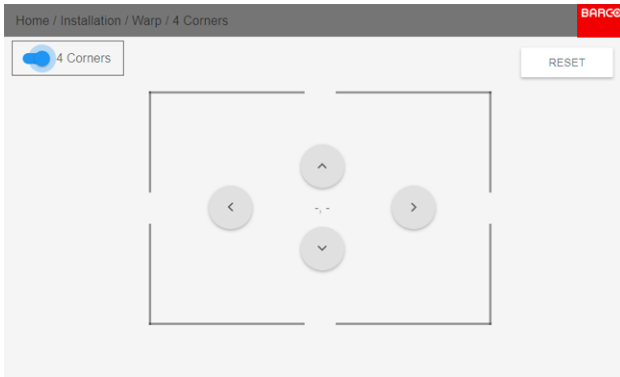 Home / Installation / Warp / 4 Corners
BARCO
4 Corners
RESET
-, -